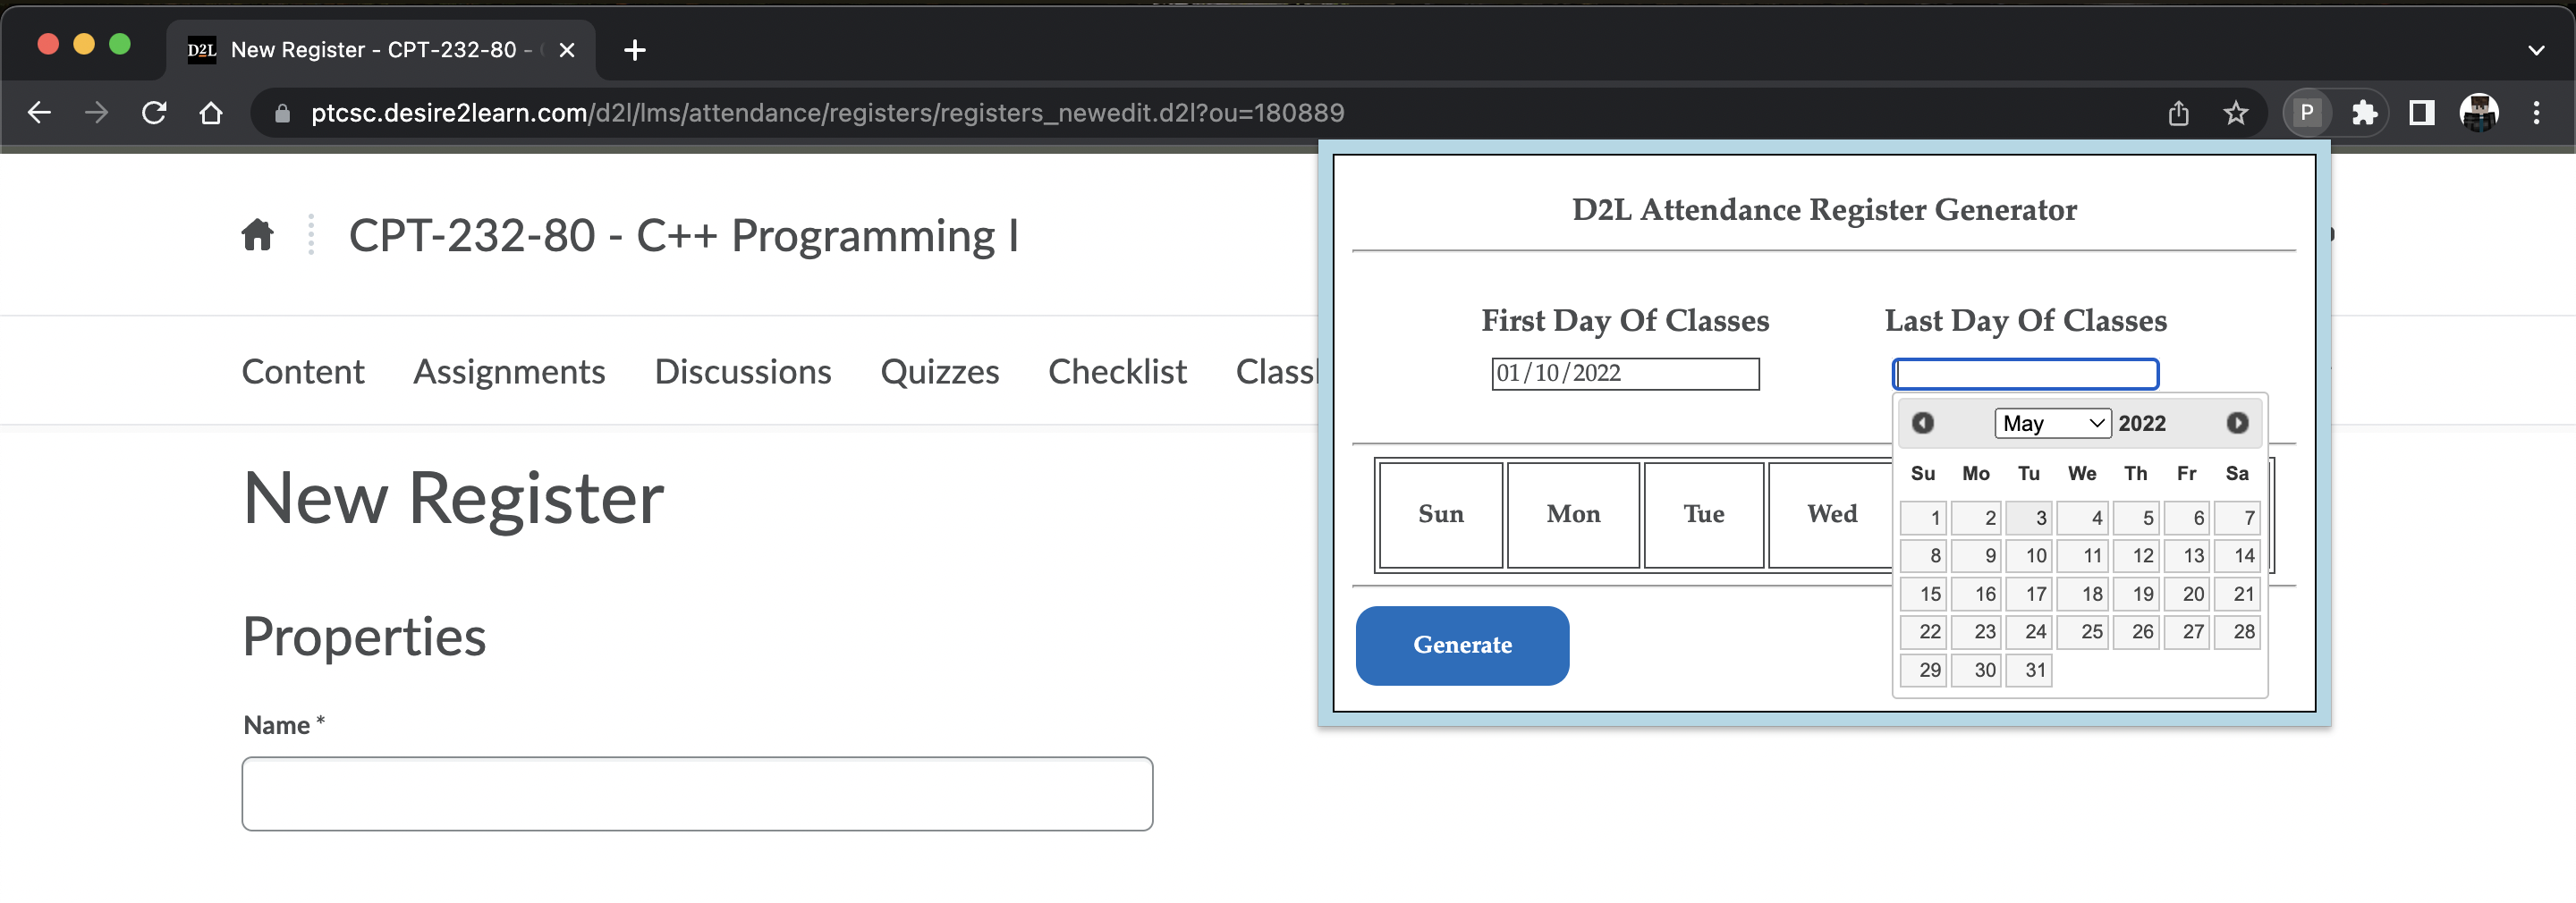 D2L New Register - CPT-232-80 -
ptcsc.desire2learn.com/d2l/lms/attendance/registers/registers_newedit.d2l?ou=180889
P
CPT-232-80 - C++ Programming I
Content Assignments Discussions Quizzes Checklist
New Register
Properties
Name *
D2L Attendance Register Generator
First Day Of Classes Last Day Of Classes
01/10/2022
May 2022
Su Mo Tu We Th Fr Sa
1 2 3 4 5 6 7
8 9 10 11 12 13 14
15 16 17 18 19 20 21
22 23 24 25 26 27 28
29 30 31
Sun Mon Tue Wed
Generate